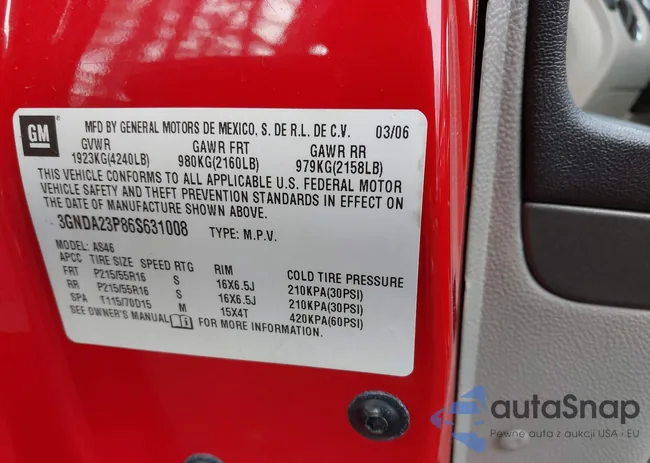 GM
MFD BY GENERAL MOTORS DE MEXICO, S. DE R.L. DE C.V. 03/06
GVWR GAWR FRT GAWR RR
1923KG(4240LB) 980KG(2160LB) 979KG(2158LB)
THIS VEHICLE CONFORMS TO ALL APPLICABLE U.S. FEDERAL MOTOR
VEHICLE SAFETY AND THEFT PREVENTION STANDARDS IN EFFECT ON
THE DATE OF MANUFACTURE SHOWN ABOVE.
3GNDA23P86S631008 TYPE: M.P.V.
MODEL: AS46
APCC TIRE SIZE SPEED RTG RIM COLD TIRE PRESSURE
FRT P215/55R16 S 16X6.5J 210KPA(30PSI)
RR P215/55R16 S 16X6.5J 210KPA(30PSI)
SPA T115/70D15 M 15X4T 420KPA(60PSI)
SEE OWNER'S MANUAL FOR MORE INFORMATION.
autaSnap
Pewne auta z aukcji USA i EU